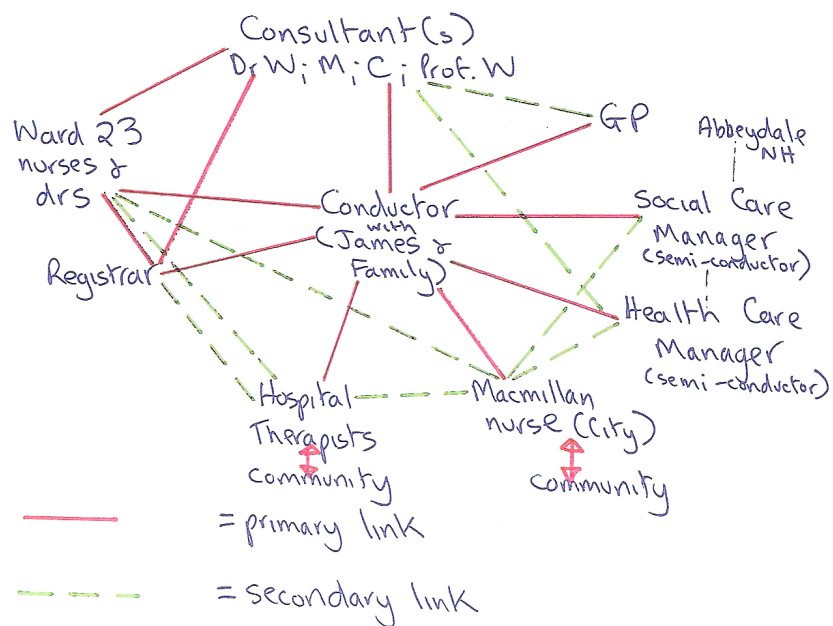 Consultant(s)
Dr W; M; C; Prof. W
GP
Ward 23
nurses &
drs
Abbeydale
NH
Conductor
with
(James &
Family)
Social Care
Manager
(semi-conductor)
Registrar
Health Care
Manager
(semi-conductor)
Hospital
Therapists
community
Macmillan
nurse (City)
community
= primary link
= secondary link